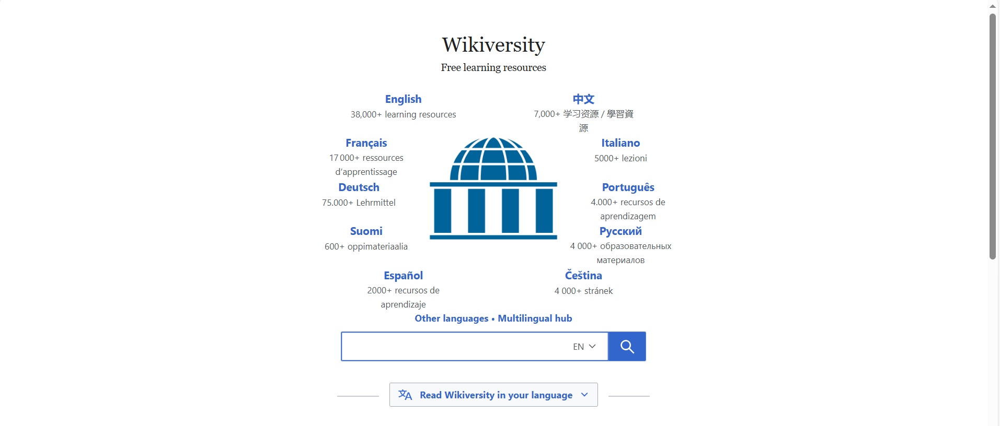 Wikiversity
Free learning resources
English
38,000+ learning resources
中文
7,000+ 学习资源 / 學習資
源
Français
17 000+ ressources
d’apprentissage
Italiano
5000+ lezioni
Deutsch
75.000+ Lehrmittel
Português
4.000+ recursos de
aprendizagem
Suomi
600+ oppimateriaalia
Русский
4 000+ образовательных
материалов
Español
2000+ recursos de
aprendizaje
Čeština
4 000+ stránek
Other languages • Multilingual hub
EN
Read Wikiversity in your language